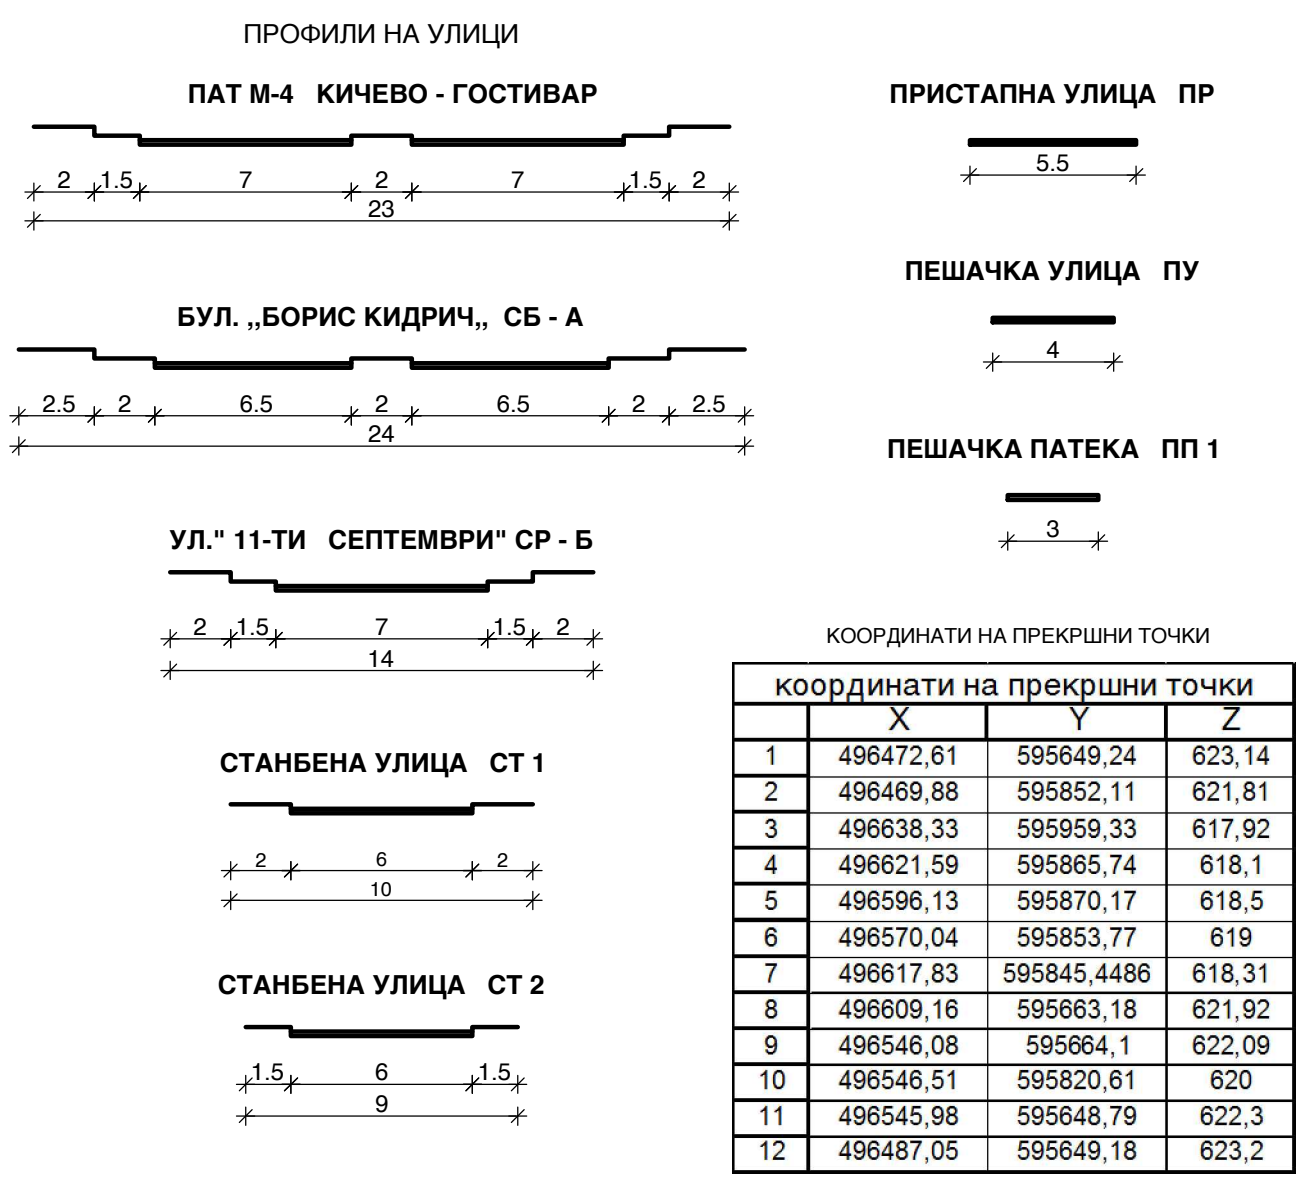 ПРОФИЛИ НА УЛИЦИ
ПАТ М-4 КИЧЕВО - ГОСТИВАР
2 1.5 7 2 7 1.5 2
23
БУЛ. ,,БОРИС КИДРИЧ,, СБ - А
2.5 2 6.5 2 6.5 2 2.5
24
УЛ." 11-ТИ СЕПТЕМВРИ" СР - Б
2 1.5 7 1.5 2
14
СТАНБЕНА УЛИЦА СТ 1
2 6 2
10
СТАНБЕНА УЛИЦА СТ 2
1.5 6 1.5
9
ПРИСТАПНА УЛИЦА ПР
5.5
ПЕШАЧКА УЛИЦА ПУ
4
ПЕШАЧКА ПАТЕКА ПП 1
3
КООРДИНАТИ НА ПРЕКРШНИ ТОЧКИ
координати на прекршни точки
X Y Z
1 496472,61 595649,24 623,14
2 496469,88 595852,11 621,81
3 496638,33 595959,33 617,92
4 496621,59 595865,74 618,1
5 496596,13 595870,17 618,5
6 496570,04 595853,77 619
7 496617,83 595845,4486 618,31
8 496609,16 595663,18 621,92
9 496546,08 595664,1 622,09
10 496546,51 595820,61 620
11 496545,98 595648,79 622,3
12 496487,05 595649,18 623,2